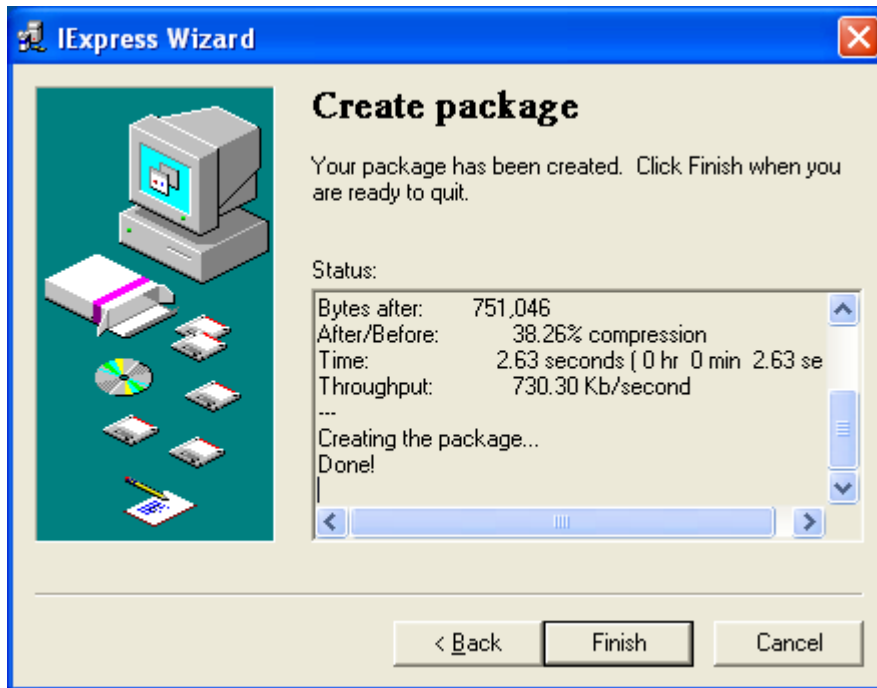 IExpress Wizard
Create package
Your package has been created.  Click Finish when you
are ready to quit.
Status:
Bytes after:       751,046
After/Before:            38.26% compression
Time:                     2.63 seconds ( 0 hr  0 min  2.63 se
Throughput:             730.30 Kb/second
---
Creating the package...
Done!
< Back
Finish
Cancel